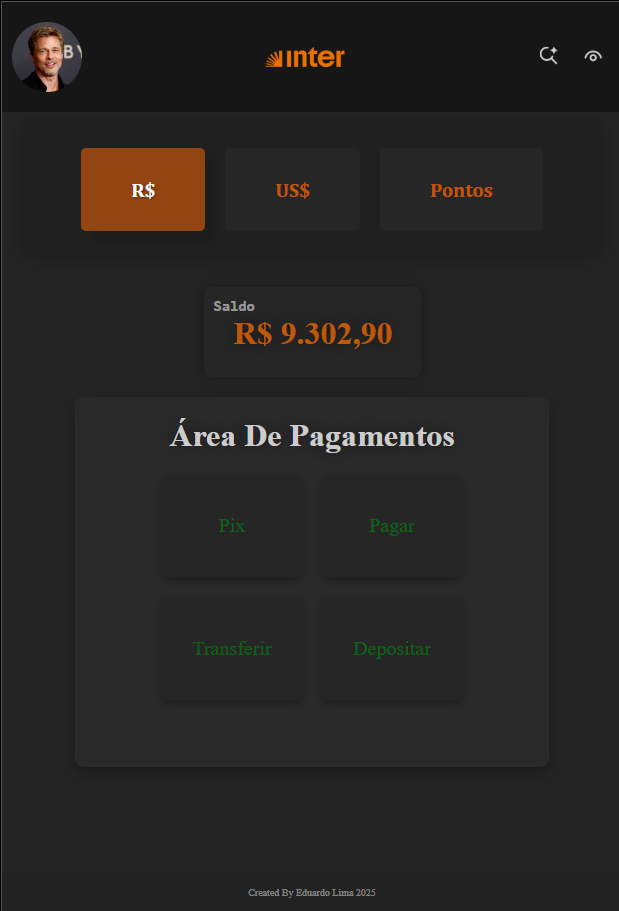 BY
inter
R$ US$ Pontos
Saldo
R$ 9.302,90
Área De Pagamentos
Pix Pagar
Transferir Depositar
Created By Eduardo Lima 2025